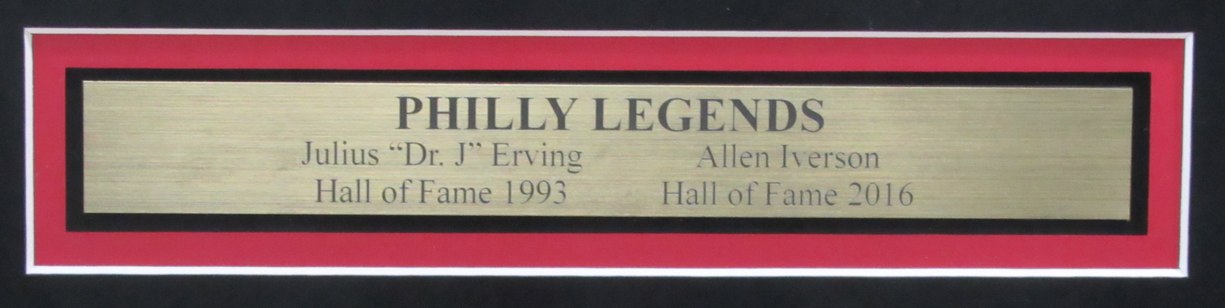 PHILLY LEGENDS
Julius “Dr. J” Erving Allen Iverson
Hall of Fame 1993 Hall of Fame 2016